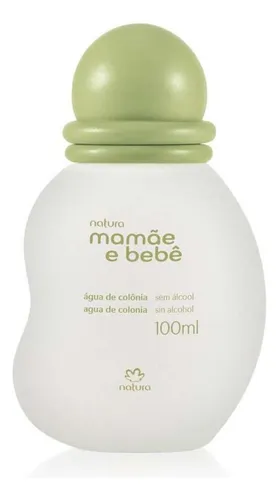 natura
mamãe
e bebê
água de colônia sem álcool
agua de colonia sin alcohol
100ml
natura